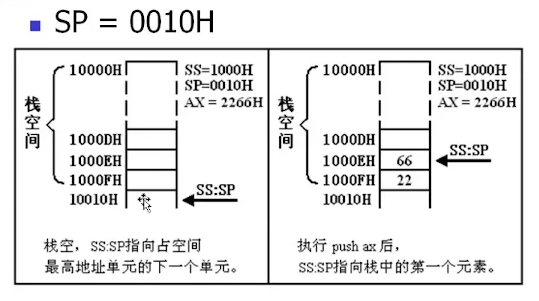 SP = 0010H
10000H
SS=1000H
SP=0010H
AX = 2266H
栈空间
1000DH
1000EH
1000FH
10010H
SS:SP
栈空，SS:SP指向占空间
最高地址单元的下一个单元。
10000H
SS=1000H
SP=0010H
AX = 2266H
栈空间
1000DH
1000EH
66
SS:SP
1000FH
22
10010H
执行 push ax 后，
SS:SP指向栈中的第一个元素。